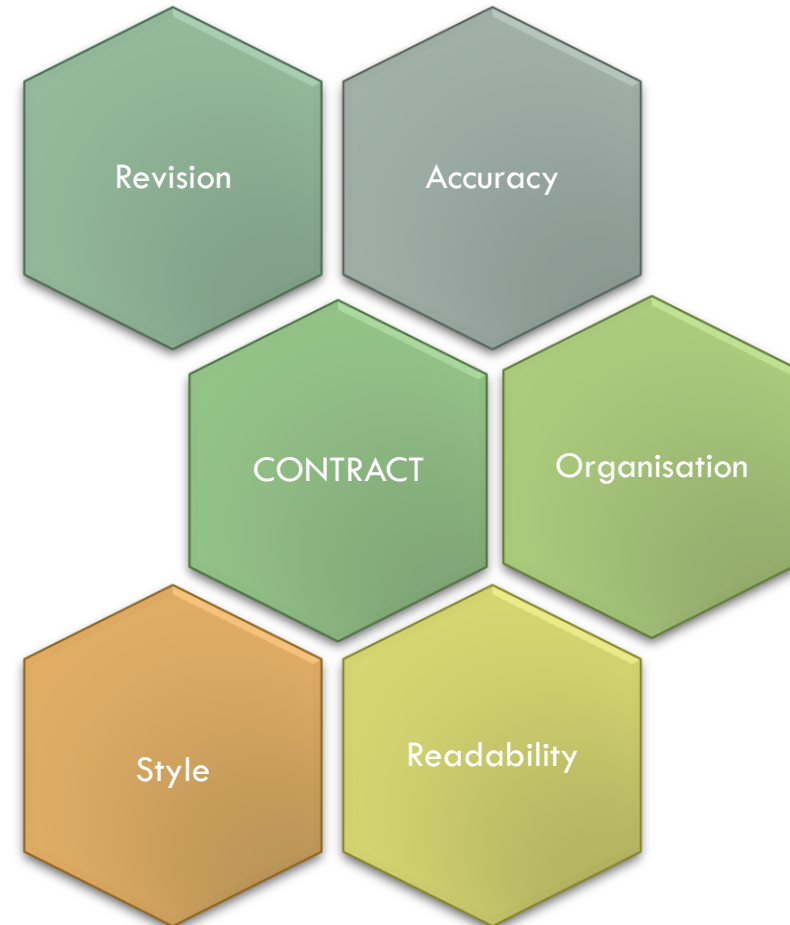 Revision
Accuracy
CONTRACT
Organisation
Style
Readability